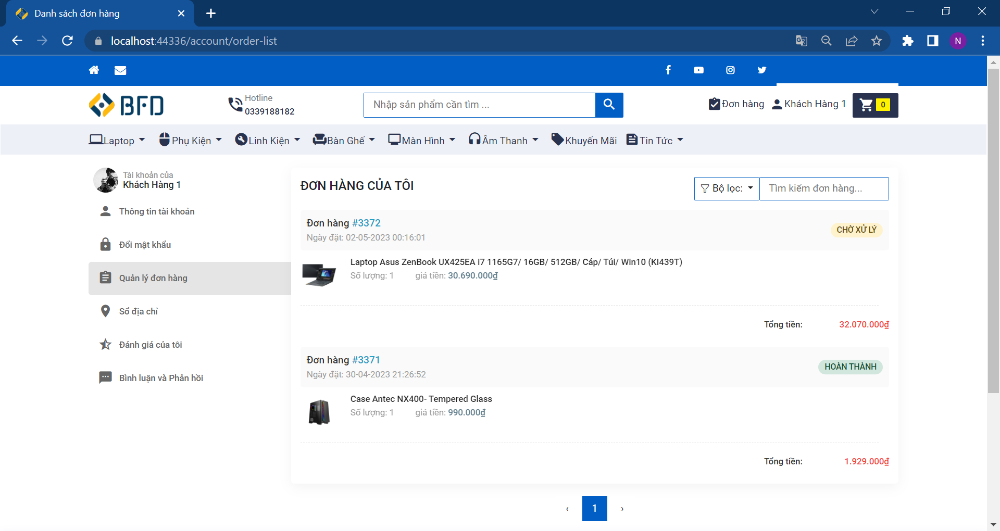 Danh sách đơn hàng
localhost:44336/account/order-list
N
BFD
Hotline
0339188182
Nhập sản phẩm cần tìm ...
Đơn hàng
Khách Hàng 1
0
Laptop
Phụ Kiện
Linh Kiện
Bàn Ghế
Màn Hình
Âm Thanh
Khuyến Mãi
Tin Tức
Tài khoản của
Khách Hàng 1
Thông tin tài khoản
Đổi mật khẩu
Quản lý đơn hàng
Sổ địa chỉ
Đánh giá của tôi
Bình luận và Phản hồi
ĐƠN HÀNG CỦA TÔI
Bộ lọc:
Tìm kiếm đơn hàng...
Đơn hàng #3372
Ngày đặt: 02-05-2023 00:16:01
CHỜ XỬ LÝ
Laptop Asus ZenBook UX425EA i7 1165G7/ 16GB/ 512GB/ Cáp/ Túi/ Win10 (KI439T)
Số lượng: 1 giá tiền: 30.690.000₫
Tổng tiền: 32.070.000₫
Đơn hàng #3371
Ngày đặt: 30-04-2023 21:26:52
HOÀN THÀNH
Case Antec NX400- Tempered Glass
Số lượng: 1 giá tiền: 990.000₫
Tổng tiền: 1.929.000₫
‹ 1 ›